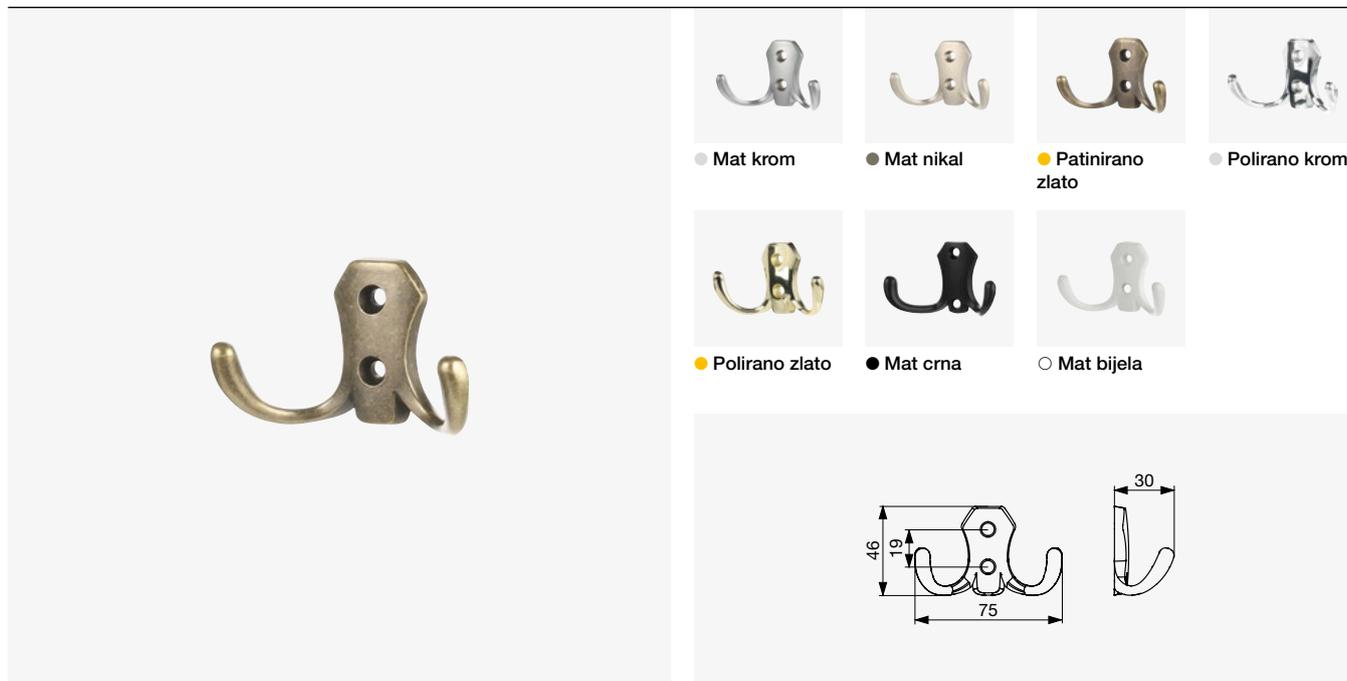 Mat krom
Mat nikal
Patinirano
zlato
Polirano krom
Polirano zlato
Mat crna
Mat bijela
30
46
19
75